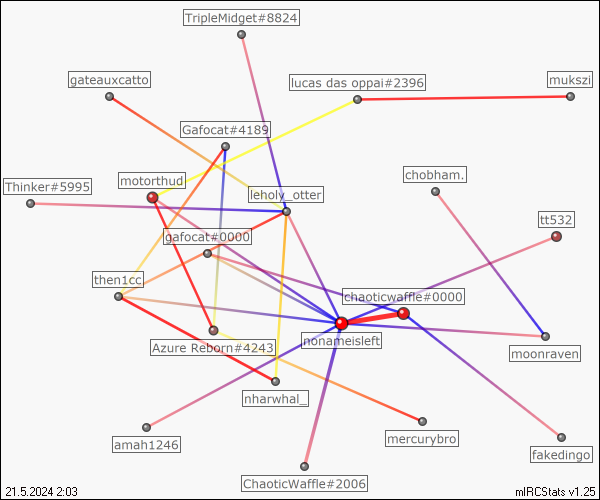 TripleMidget#8824
gateauxcatto
lucas das oppai#2396
mukszi
Gafocat#4189
chobham.
motorthud
Thinker#5995
leholy_otter
tt532
gafocat#0000
then1cc
chaoticwaffle#0000
nonameisleft
Azure Reborn#4243
moonraven
nharwhal_
mercurybro
amah1246
fakedingo
ChaoticWaffle#2006
21.5.2024 2:03
mIRCStats v1.25